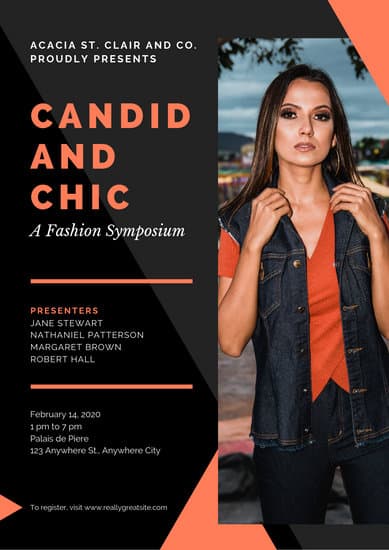 ACACIA ST. CLAIR AND CO.
PROUDLY PRESENTS
CANDID
AND
CHIC
A Fashion Symposium
PRESENTERS
JANE STEWART
NATHANIEL PATTERSON
MARGARET BROWN
ROBERT HALL
February 14, 2020
1 pm to 7 pm
Palais de Piere
123 Anywhere St., Anywhere City
To register, visit www.reallygreatsite.com